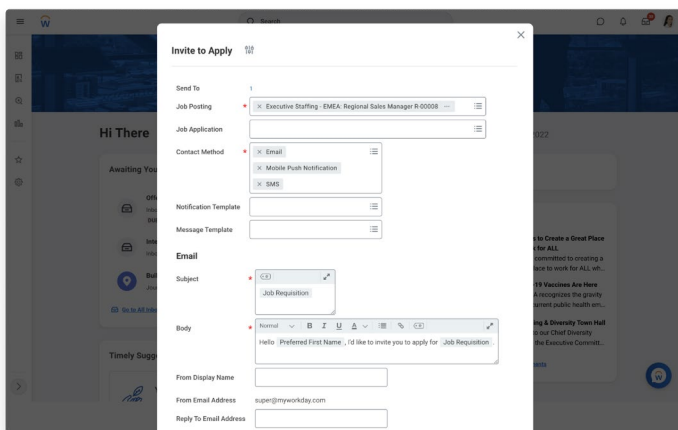 Search
Invite to Apply
Send To 1
Job Posting * × Executive Staffing - EMEA: Regional Sales Manager R-00008 ...
Job Application
Contact Method * × Email
× Mobile Push Notification
× SMS
Notification Template
Message Template
Email
Subject *
Job Requisition
Body * Normal B I U A
Hello Preferred First Name , I'd like to invite you to apply for Job Requisition .
From Display Name
From Email Address super@myworkday.com
Reply To Email Address
Hi There
2022
Awaiting You
Go to All Inbo
Timely Sugg
s to Create a Great Place
k for ALL
committed to creating a
lace to work for ALL wh...
-19 Vaccines Are Here
A recognizes the gravity
current public health em...
ng & Diversity Town Hall
o our Chief Diversity
the Executive Committ...